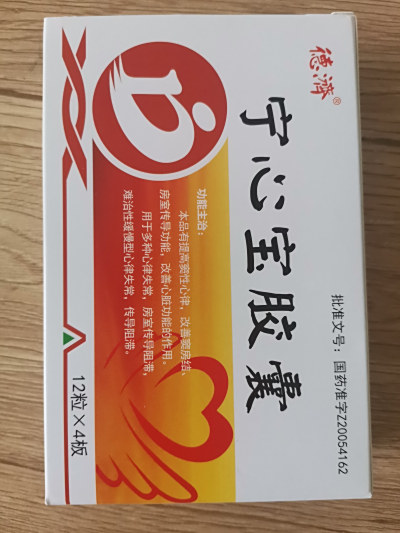 德济®
宁心宝胶囊
批准文号：国药准字Z20054162
功能主治：
本品有提高窦性心律，改善窦房结、
房室传导功能，改善心脏功能的作用。
用于多种心律失常，房室传导阻滞，
难治性缓慢型心律失常，传导阻滞。
12粒×4板